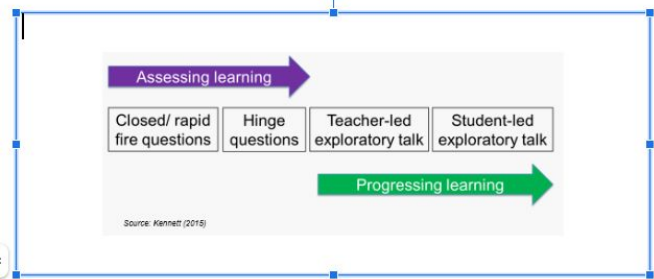 Assessing learning
Closed/ rapid
fire questions
Hinge
questions
Teacher-led
exploratory talk
Student-led
exploratory talk
Progressing learning
Source: Kennett (2015)